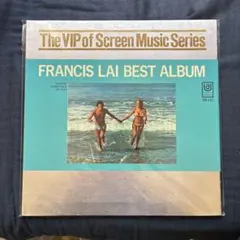 The VIP of Screen Music Series
FRANCIS LAI BEST ALBUM